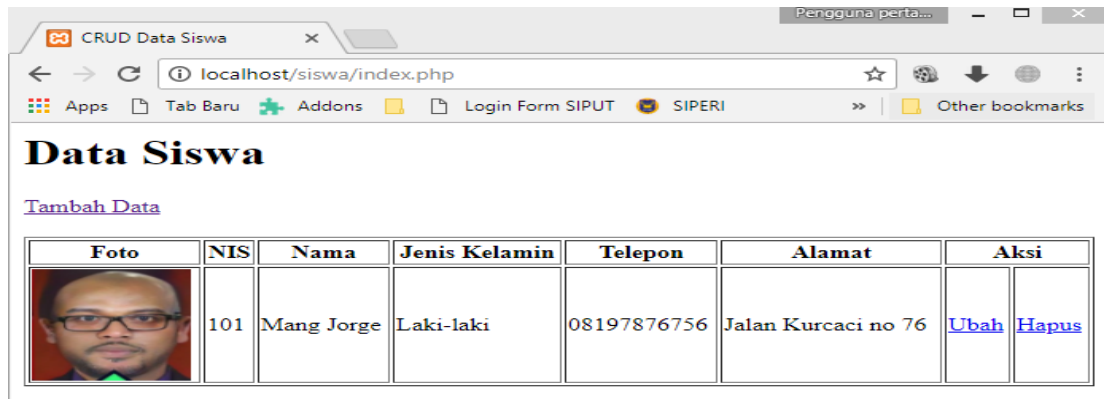 Pengguna perta...
CRUD Data Siswa
localhost/siswa/index.php
Apps Tab Baru Addons Login Form SIPUT SIPERI » Other bookmarks
Data Siswa
Tambah Data
Foto NIS Nama Jenis Kelamin Telepon Alamat Aksi
101 Mang Jorge Laki-laki 08197876756 Jalan Kurcaci no 76 Ubah Hapus